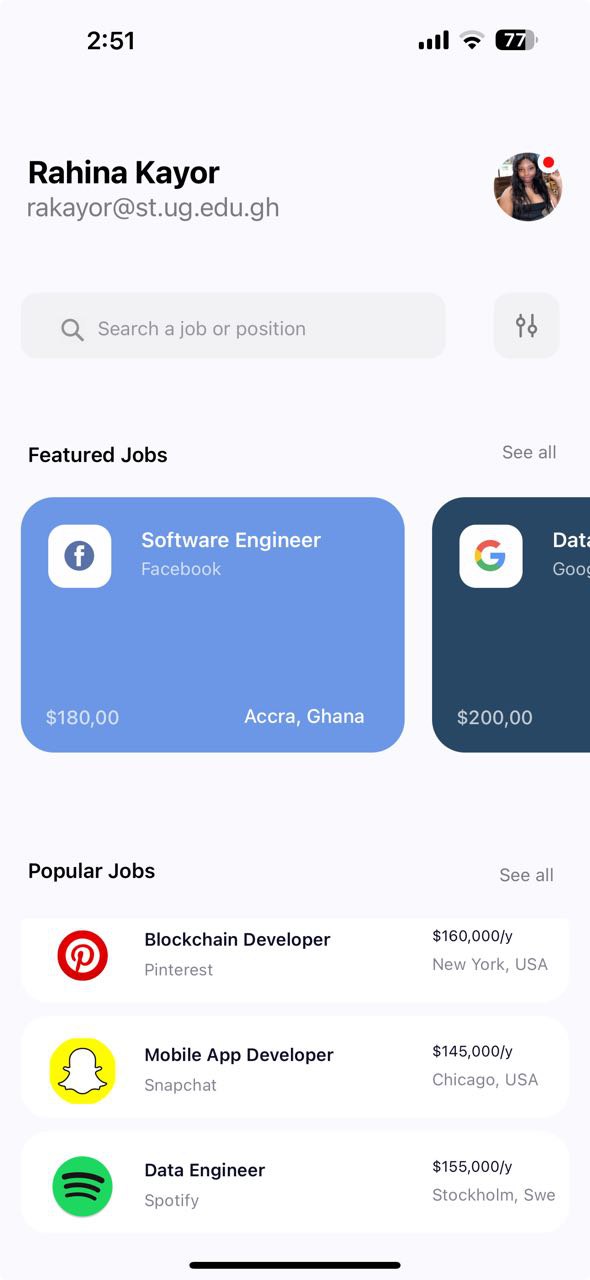 2:51
77
Rahina Kayor
rakayor@st.ug.edu.gh
Search a job or position
Featured Jobs
See all
Software Engineer
Facebook
$180,00
Accra, Ghana
Data
Goog
$200,00
Popular Jobs
See all
Blockchain Developer
$160,000/y
Pinterest
New York, USA
Mobile App Developer
$145,000/y
Snapchat
Chicago, USA
Data Engineer
$155,000/y
Spotify
Stockholm, Swe